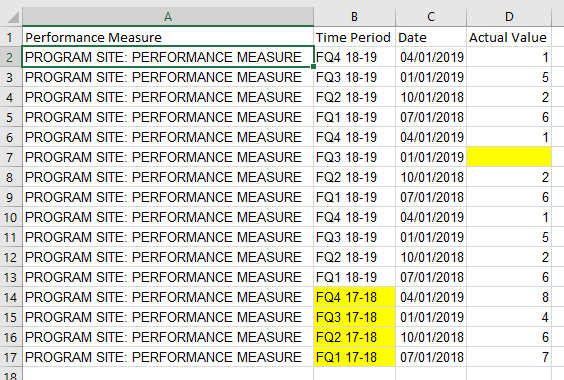 A B C D
1 Performance Measure Time Period Date Actual Value
2 PROGRAM SITE: PERFORMANCE MEASURE FQ4 18-19 04/01/2019 1
3 PROGRAM SITE: PERFORMANCE MEASURE FQ3 18-19 01/01/2019 5
4 PROGRAM SITE: PERFORMANCE MEASURE FQ2 18-19 10/01/2018 2
5 PROGRAM SITE: PERFORMANCE MEASURE FQ1 18-19 07/01/2018 6
6 PROGRAM SITE: PERFORMANCE MEASURE FQ4 18-19 04/01/2019 1
7 PROGRAM SITE: PERFORMANCE MEASURE FQ3 18-19 01/01/2019
8 PROGRAM SITE: PERFORMANCE MEASURE FQ2 18-19 10/01/2018 2
9 PROGRAM SITE: PERFORMANCE MEASURE FQ1 18-19 07/01/2018 6
10 PROGRAM SITE: PERFORMANCE MEASURE FQ4 18-19 04/01/2019 1
11 PROGRAM SITE: PERFORMANCE MEASURE FQ3 18-19 01/01/2019 5
12 PROGRAM SITE: PERFORMANCE MEASURE FQ2 18-19 10/01/2018 2
13 PROGRAM SITE: PERFORMANCE MEASURE FQ1 18-19 07/01/2018 6
14 PROGRAM SITE: PERFORMANCE MEASURE FQ4 17-18 04/01/2019 8
15 PROGRAM SITE: PERFORMANCE MEASURE FQ3 17-18 01/01/2019 4
16 PROGRAM SITE: PERFORMANCE MEASURE FQ2 17-18 10/01/2018 6
17 PROGRAM SITE: PERFORMANCE MEASURE FQ1 17-18 07/01/2018 7
18